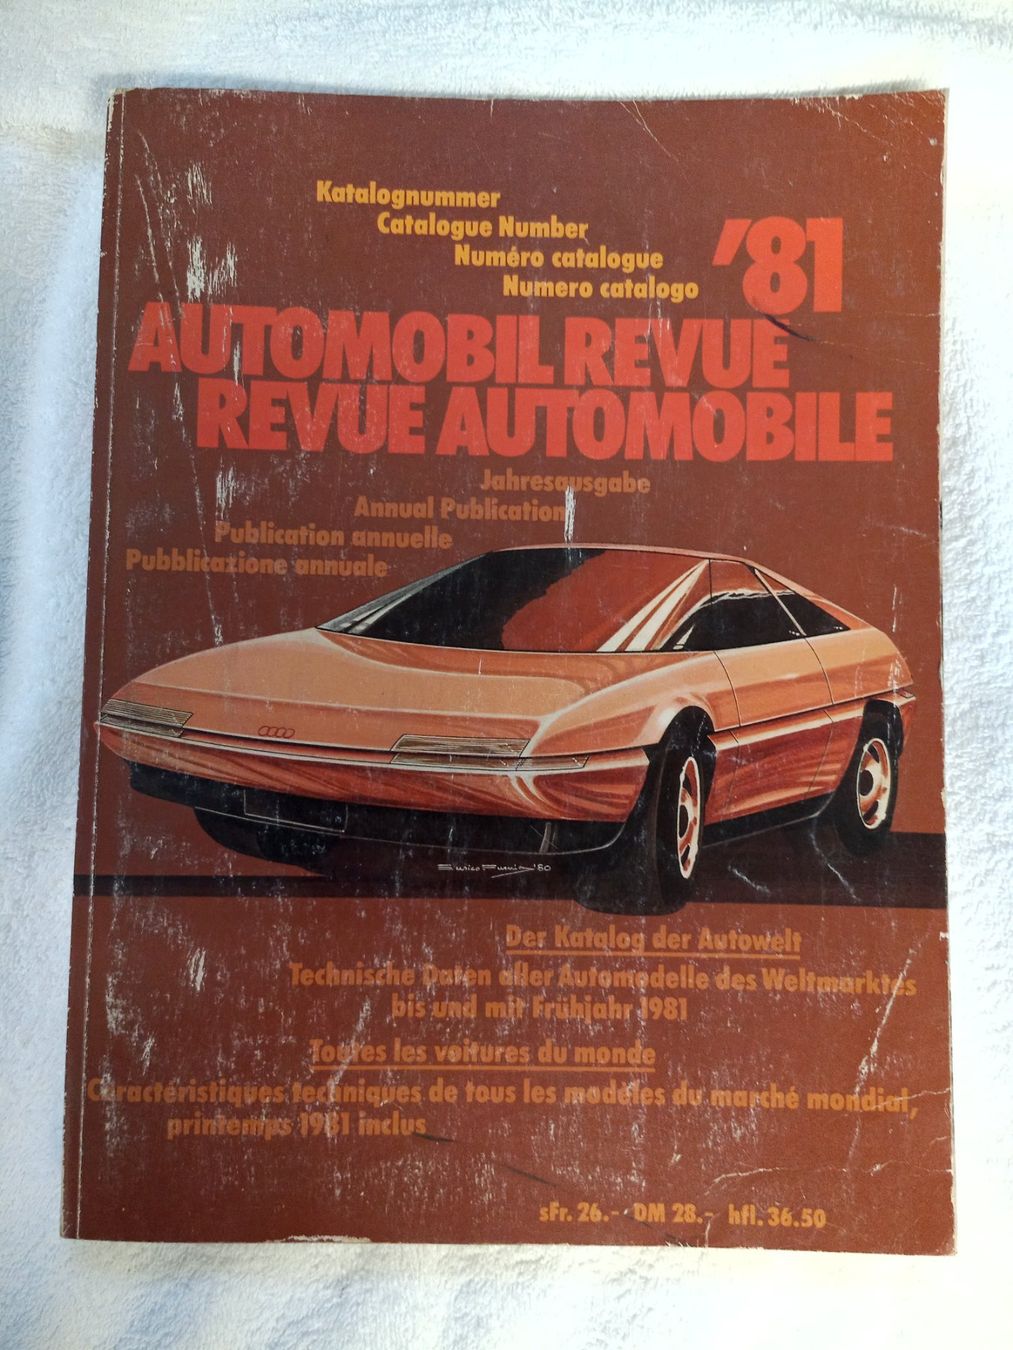 Katalognummer
Catalogue Number
Numéro catalogue
Numero catalogo
'81
AUTOMOBIL REVUE
REVUE AUTOMOBILE
Jahresausgabe
Annual Publication
Publication annuelle
Pubblicazione annuale
Enrico Fumia '80
Der Katalog der Autowelt
Technische Daten aller Automodelle des Weltmarktes
bis und mit Frühjahr 1981
Toutes les voitures du monde
Caractéristiques techniques de tous les modèles du marché mondial,
printemps 1981 inclus
sFr. 26.- DM 28.- hfl. 36.50